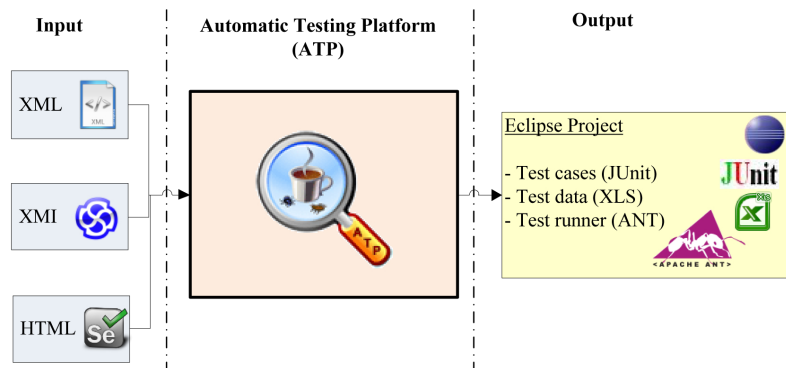 Input
Automatic Testing Platform
(ATP)
Output
XML
</>
XML
XMI
HTML
Se
ATP
Eclipse Project
- Test cases (JUnit)
- Test data (XLS)
- Test runner (ANT)
JUnit
Xls
X
<APACHE ANT>